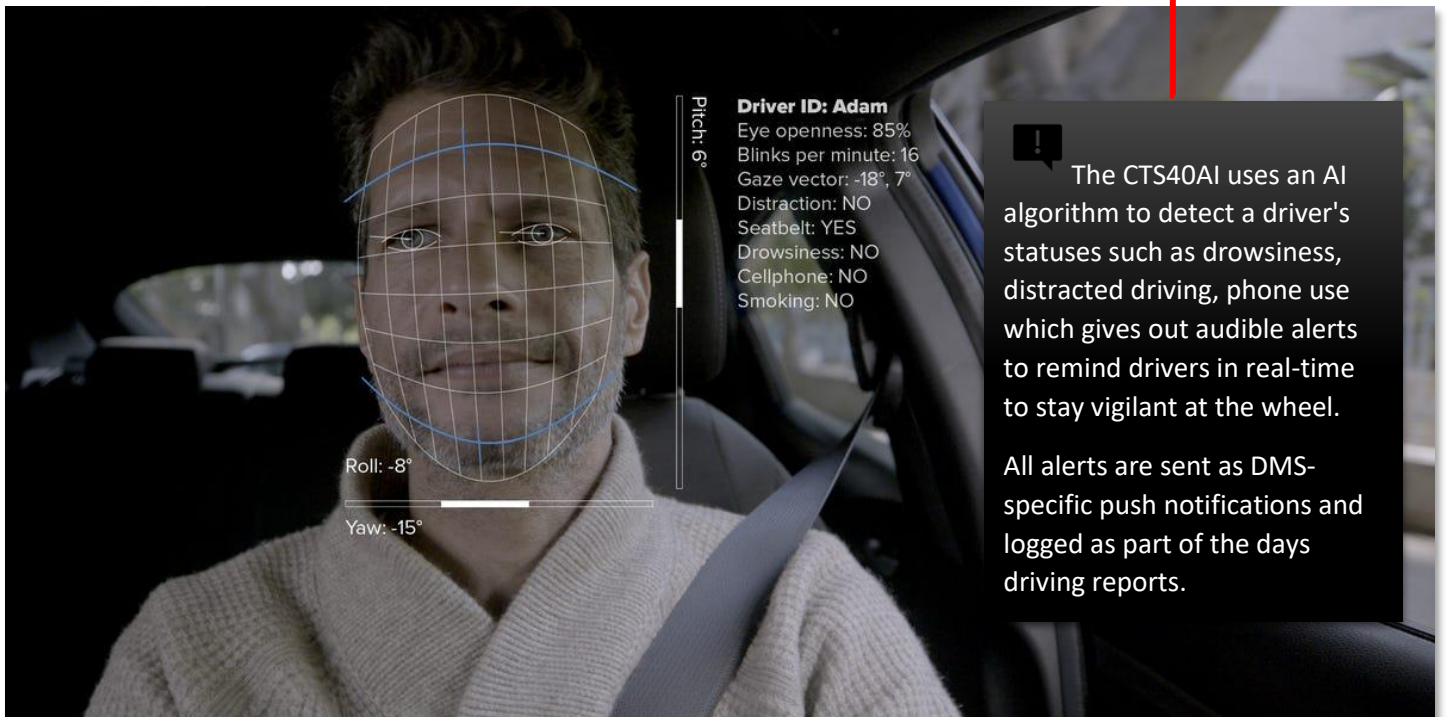 Pitch: 6°
Driver ID: Adam
Eye openness: 85%
Blinks per minute: 16
Gaze vector: -18°, 7°
Distraction: NO
Seatbelt: YES
Drowsiness: NO
Cellphone: NO
Smoking: NO
Roll: -8°
Yaw: -15°
!
The CTS40AI uses an AI
algorithm to detect a driver's
statuses such as drowsiness,
distracted driving, phone use
which gives out audible alerts
to remind drivers in real-time
to stay vigilant at the wheel.
All alerts are sent as DMS-
specific push notifications and
logged as part of the days
driving reports.